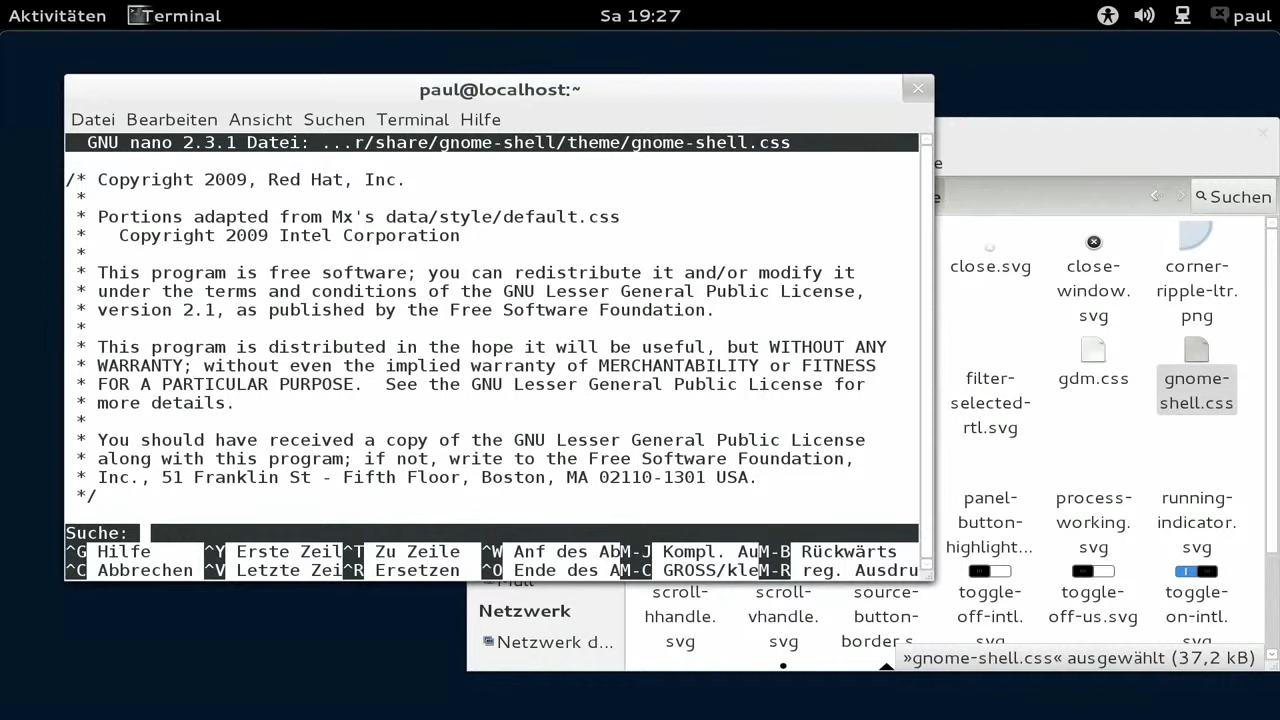 Aktivitäten Terminal Sa 19:27 paul
paul@localhost:~
Datei Bearbeiten Ansicht Suchen Terminal Hilfe
GNU nano 2.3.1 Datei: ...r/share/gnome-shell/theme/gnome-shell.css
/* Copyright 2009, Red Hat, Inc.
*
* Portions adapted from Mx's data/style/default.css
* Copyright 2009 Intel Corporation
*
* This program is free software; you can redistribute it and/or modify it
* under the terms and conditions of the GNU Lesser General Public License,
* version 2.1, as published by the Free Software Foundation.
*
* This program is distributed in the hope it will be useful, but WITHOUT ANY
* WARRANTY; without even the implied warranty of MERCHANTABILITY or FITNESS
* FOR A PARTICULAR PURPOSE.  See the GNU Lesser General Public License for
* more details.
*
* You should have received a copy of the GNU Lesser General Public License
* along with this program; if not, write to the Free Software Foundation,
* Inc., 51 Franklin St - Fifth Floor, Boston, MA 02110-1301 USA.
*/
Suche:
^G Hilfe ^Y Erste Zeil^T Zu Zeile ^W Anf des AbM-J Kompl. AuM-B Rückwärts
^C Abbrechen ^V Letzte Zei^R Ersetzen ^O Ende des AM-C GROSS/kleM-R reg. Ausdru
e
e
Suchen
close.svg
close-
window.
svg
corner-
ripple-ltr.
png
filter-
selected-
rtl.svg
gdm.css
gnome-
shell.css
panel-
button-
highlight...
process-
working.
svg
running-
indicator.
svg
Netzwerk
Netzwerk d...
scroll-
hhandle.
svg
scroll-
vhandle.
svg
source-
button-
border.s...
toggle-
off-intl.
svg
toggle-
off-us.svg
toggle-
on-intl.
svg
»gnome-shell.css« ausgewählt (37,2 kB)